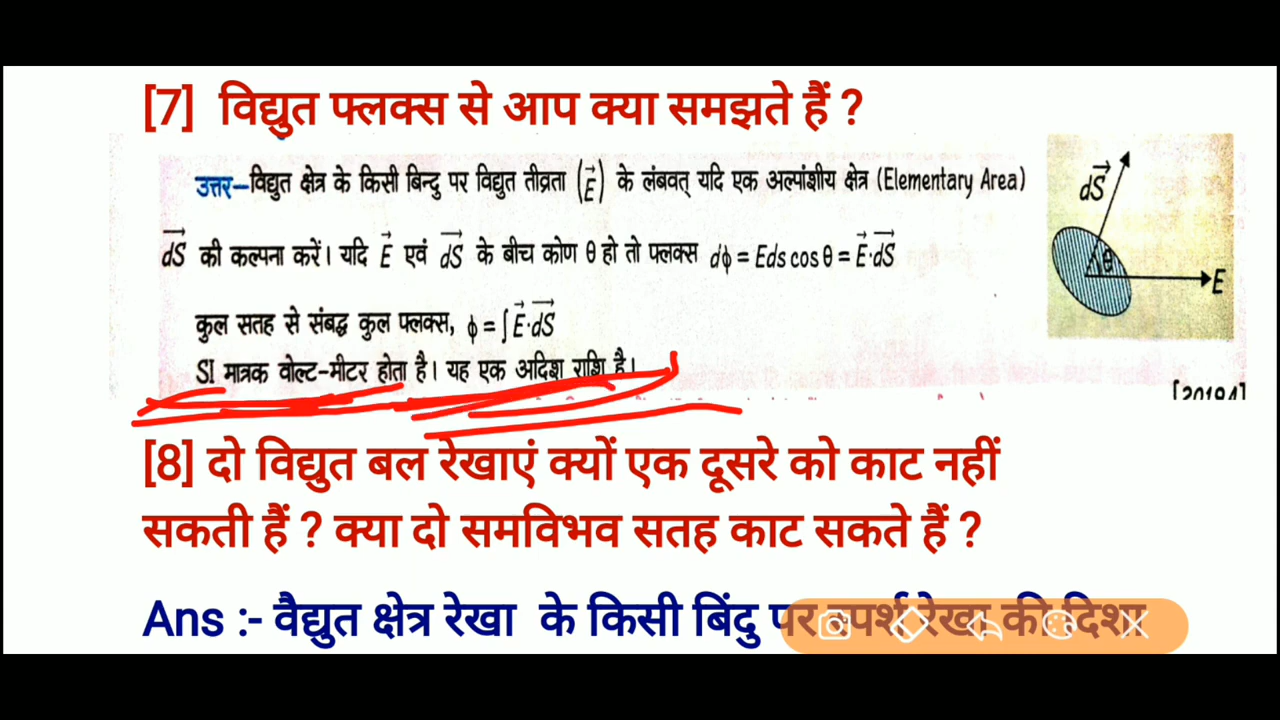 [7] विद्युत फ्लक्स से आप क्या समझते हैं ?
उत्तर–विद्युत क्षेत्र के किसी बिन्दु पर विद्युत तीव्रता (E⃗) के लंबवत् यदि एक अल्पांशीय क्षेत्र (Elementary Area)
dS⃗ की कल्पना करें। यदि E⃗ एवं dS⃗ के बीच कोण θ हो तो फ्लक्स dϕ = Eds cos θ = E⃗·dS⃗
कुल सतह से संबद्ध कुल फ्लक्स, ϕ = ∫ E⃗·dS⃗
SI मात्रक वोल्ट-मीटर होता है। यह एक अदिश राशि है।
dS⃗
θ
E
[2019A]
[8] दो विद्युत बल रेखाएं क्यों एक दूसरे को काट नहीं
सकती हैं ? क्या दो समविभव सतह काट सकते हैं ?
Ans :- वैद्युत क्षेत्र रेखा के किसी बिंदु पर स्पर्श रेखा की दिशा